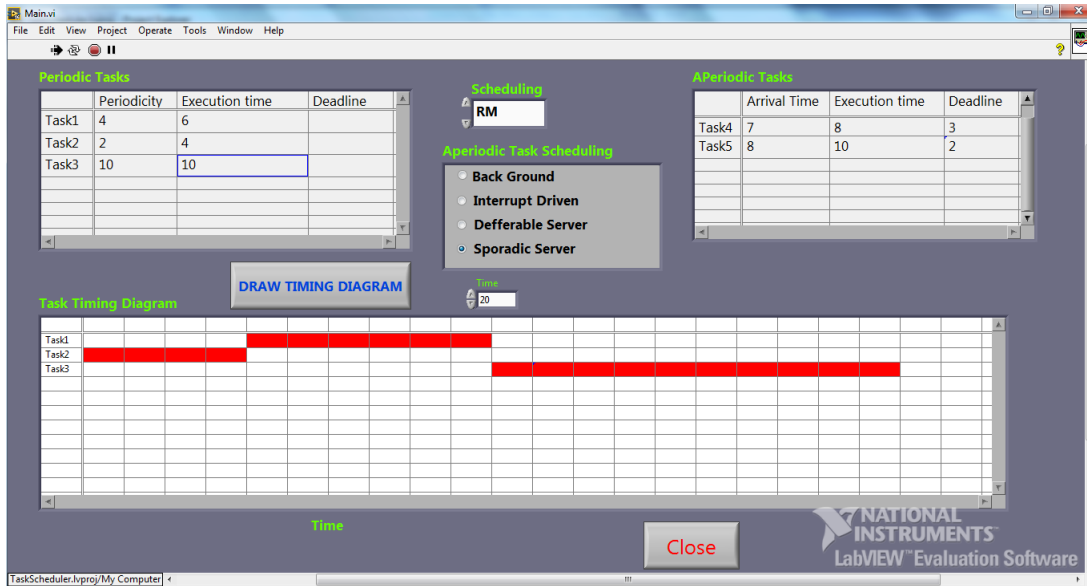 Main.vi
File Edit View Project Operate Tools Window Help
Periodic Tasks
Periodicity Execution time Deadline
Task1 4 6
Task2 2 4
Task3 10 10
Scheduling
RM
Aperiodic Task Scheduling
Back Ground
Interrupt Driven
Defferable Server
Sporadic Server
APeriodic Tasks
Arrival Time Execution time Deadline
Task4 7 8 3
Task5 8 10 2
DRAW TIMING DIAGRAM
Time
20
Task Timing Diagram
Task1
Task2
Task3
Time
Close
NATIONAL
INSTRUMENTS™
LabVIEW™ Evaluation Software
TaskScheduler.lvproj/My Computer